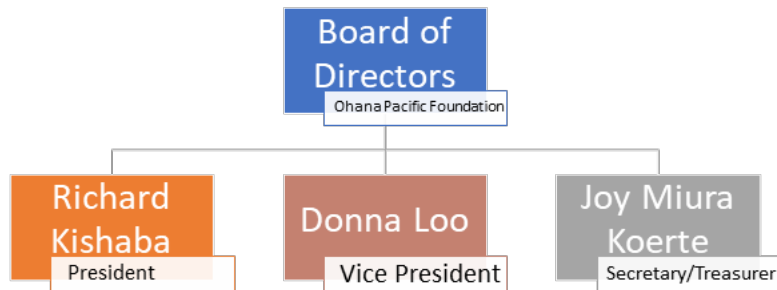 Board of
Directors
Ohana Pacific Foundation
Richard
Kishaba
President
Donna Loo
Vice President
Joy Miura
Koerte
Secretary/Treasurer